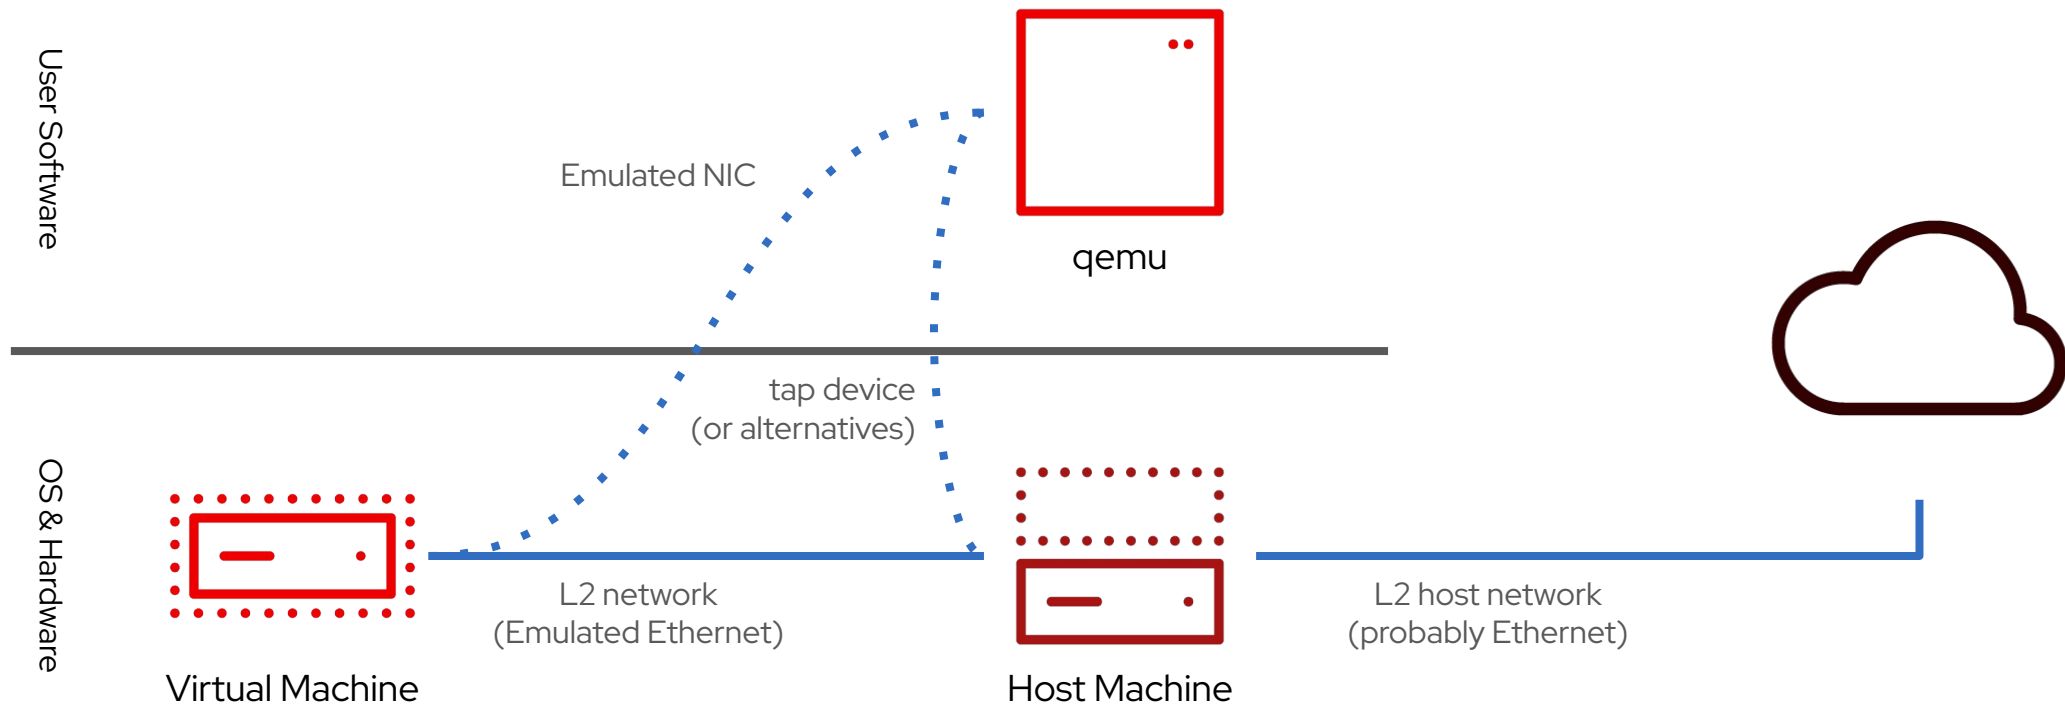 User Software
Emulated NIC
qemu
tap device
(or alternatives)
OS & Hardware
L2 network
(Emulated Ethernet)
L2 host network
(probably Ethernet)
Virtual Machine
Host Machine